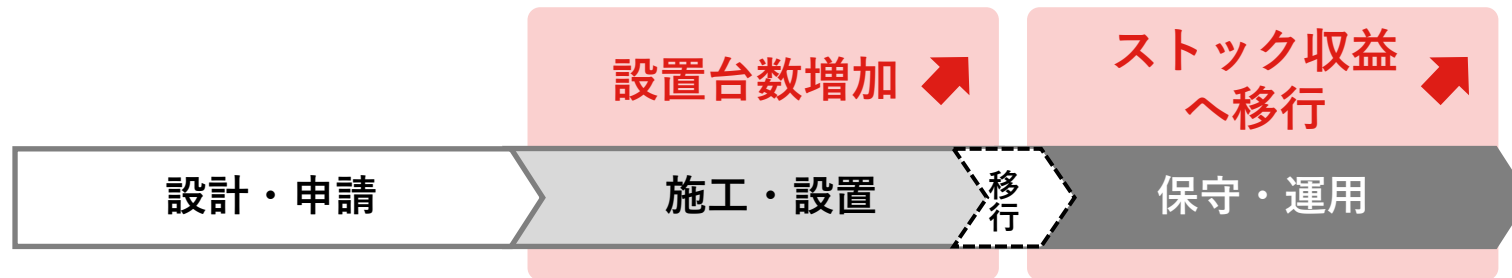 設置台数増加
ストック収益
へ移行
設計・申請
施工・設置
移
行
保守・運用